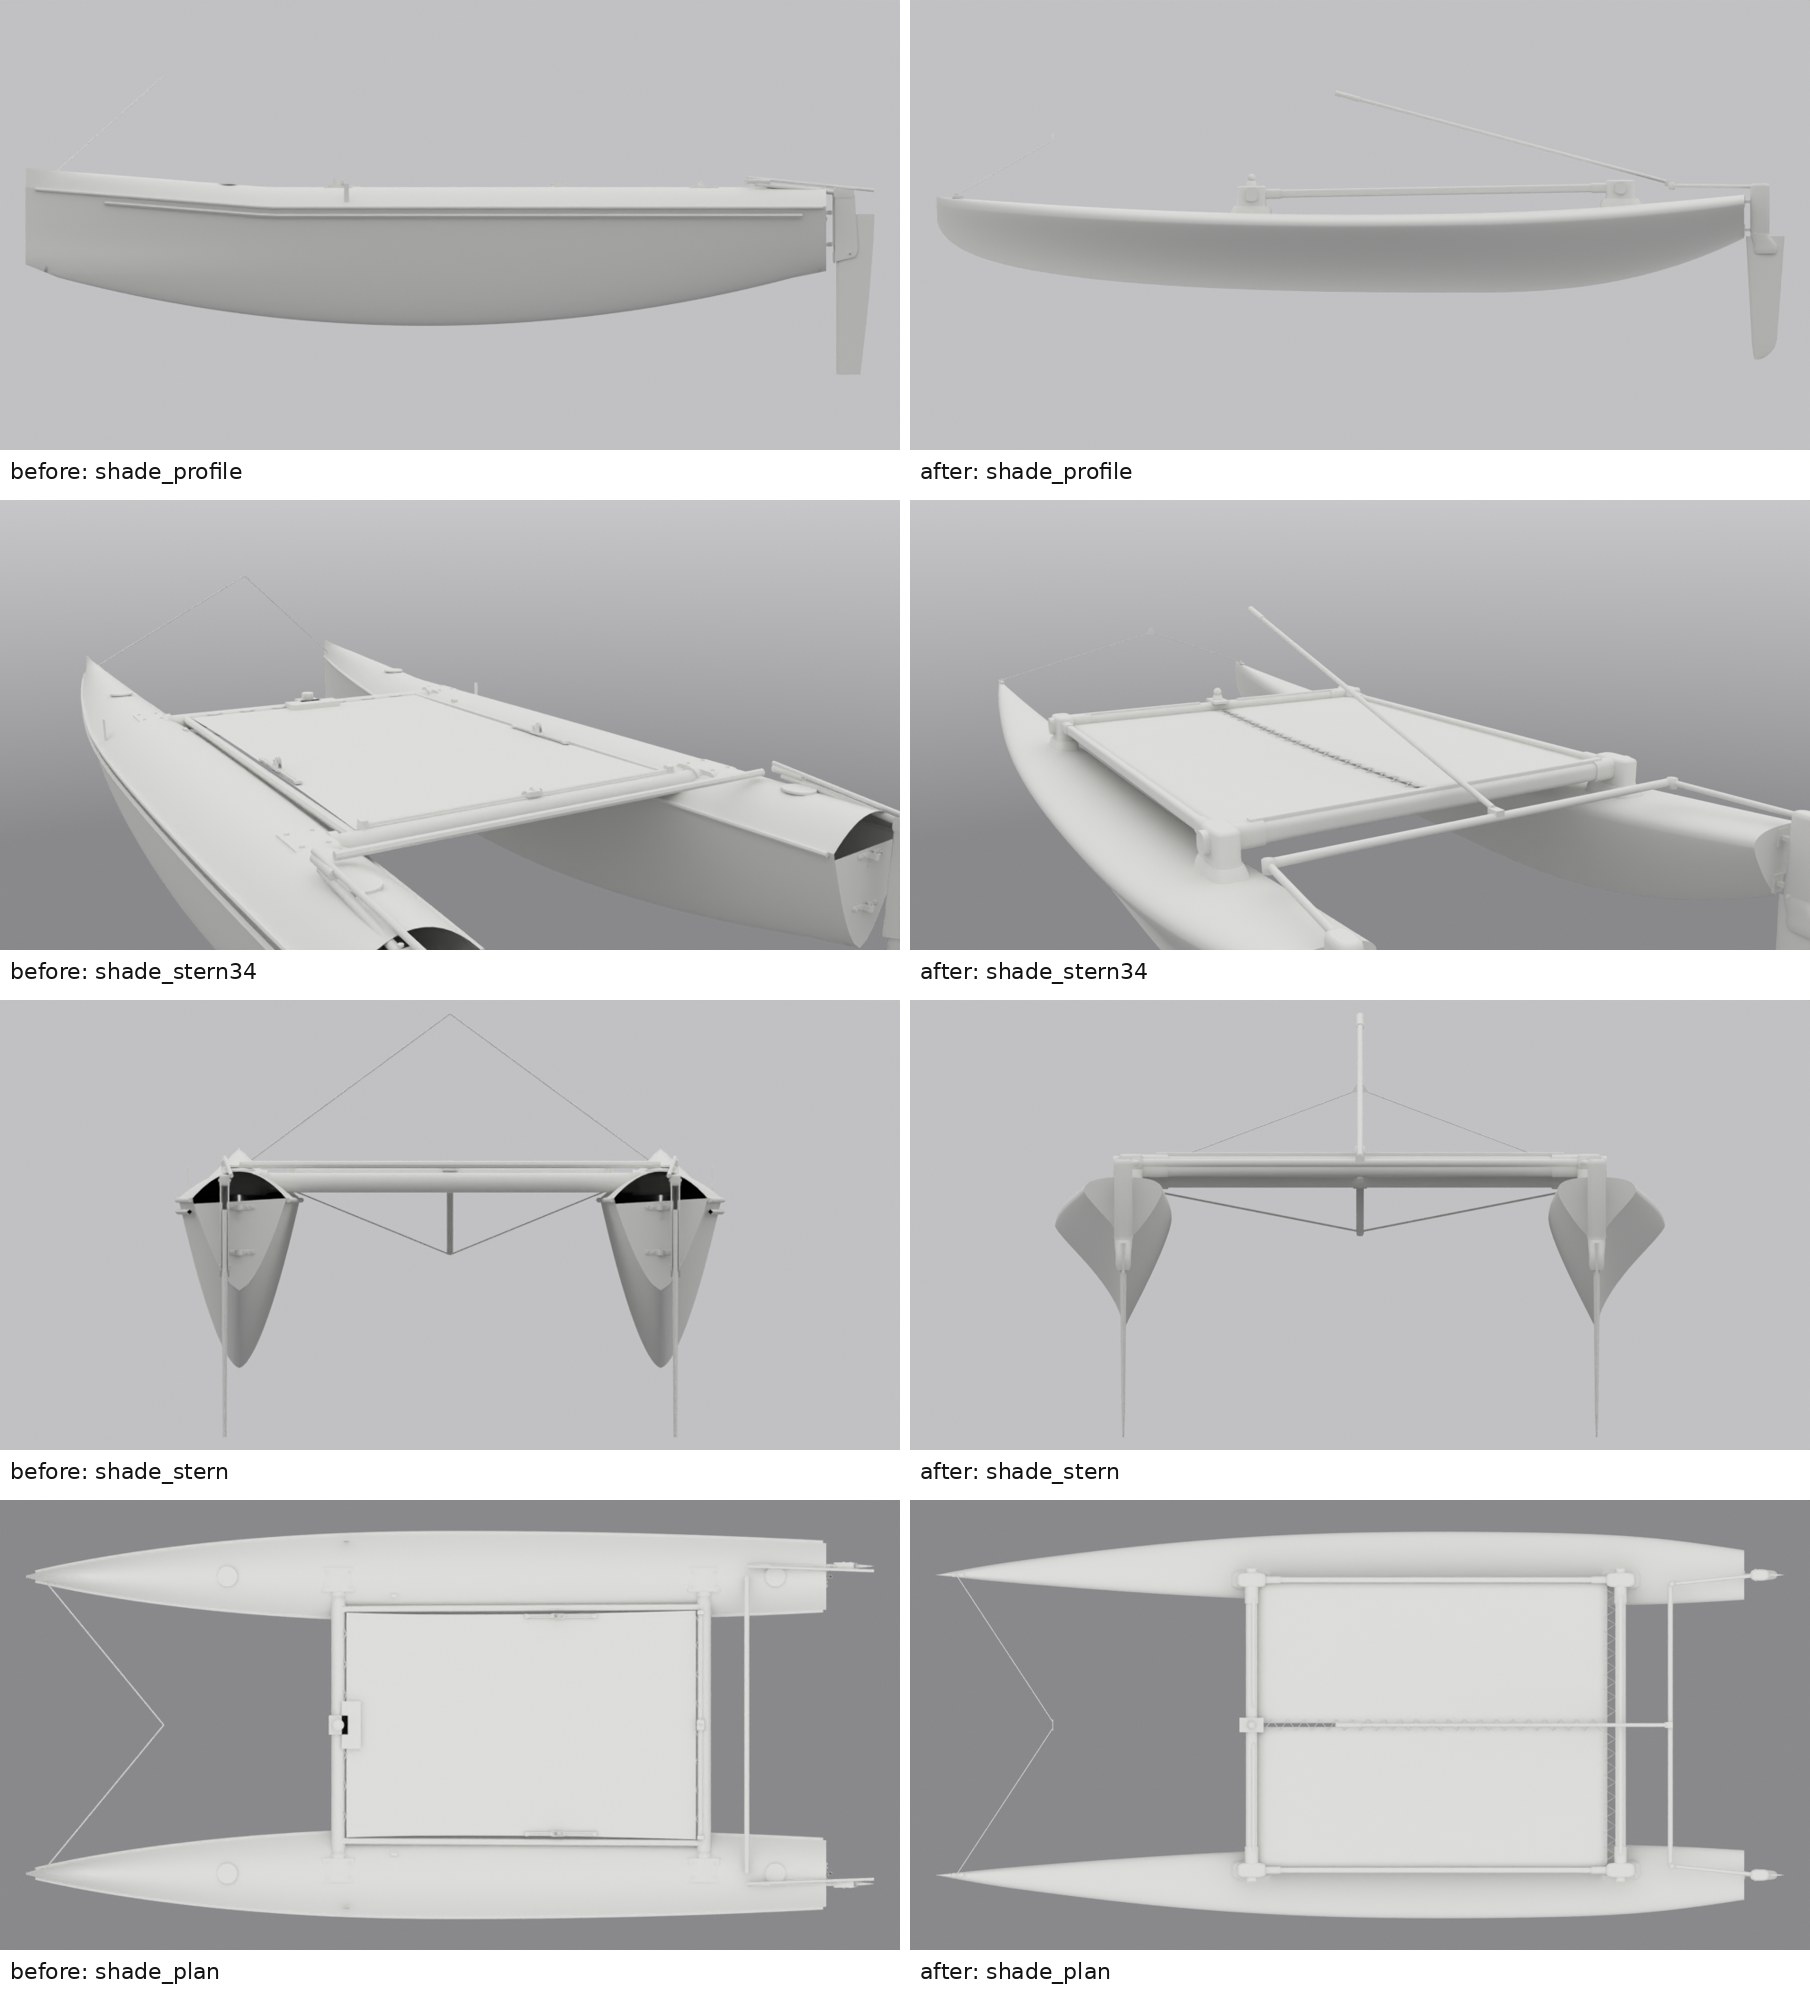 before: shade_profile
after: shade_profile
before: shade_stern34
after: shade_stern34
before: shade_stern
after: shade_stern
before: shade_plan
after: shade_plan